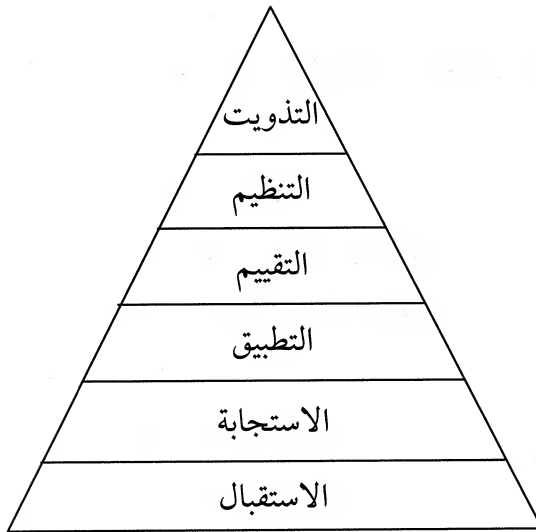 التذويت
التنظيم
التقييم
التطبيق
الاستجابة
الاستقبال